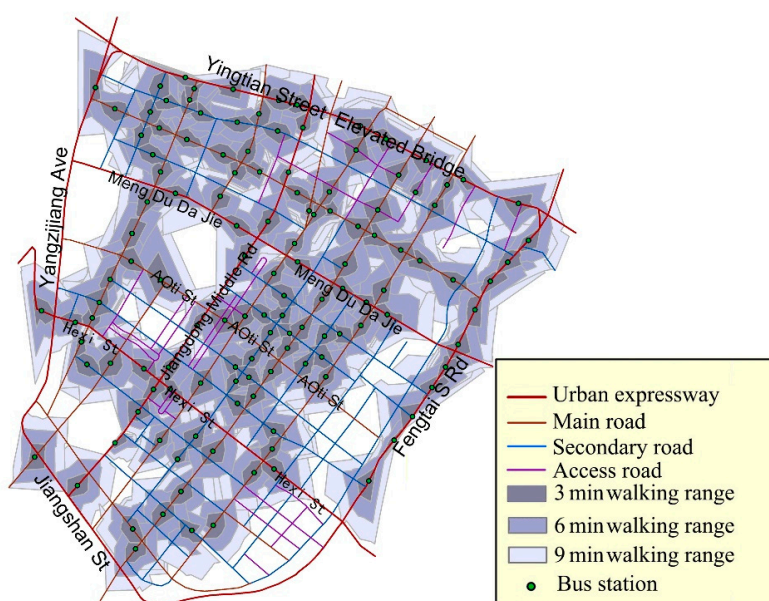 Yingtian Street Elevated Bridge
Yangzijiang Ave
Meng Du Da Jie
AOti St
Jiangdong Middle Rd
Meng Du Da Jie
Hexi St
AOti St
AOti St
Hexi St
Fengtai S Rd
Hexi St
Jiangshan St
Urban expressway
Main road
Secondary road
Access road
3 min walking range
6 min walking range
9 min walking range
Bus station